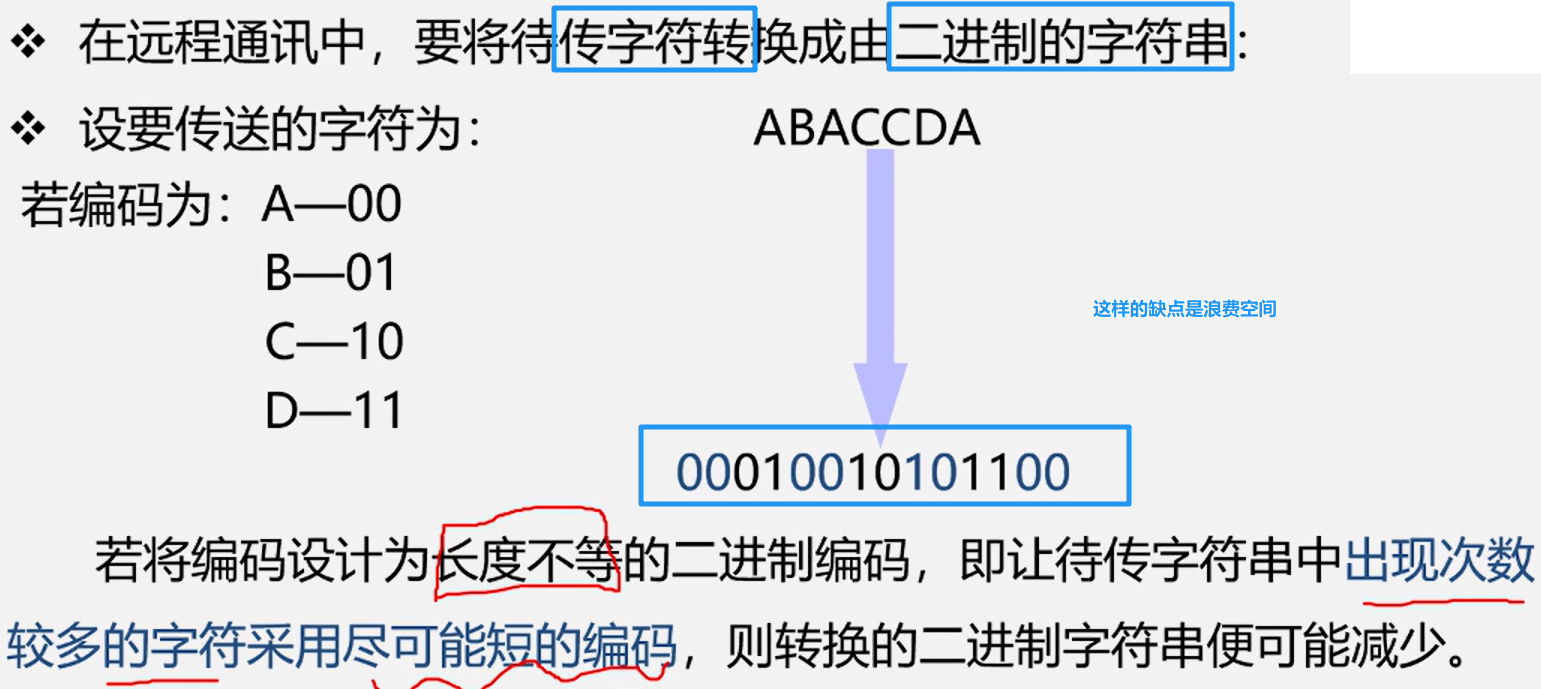 ❖ 在远程通讯中，要将待传字符转换成由二进制的字符串：
❖ 设要传送的字符为： ABACCDA
若编码为：A—00
B—01
C—10
D—11
这样的缺点是浪费空间
00010010101100
若将编码设计为长度不等的二进制编码，即让待传字符串中出现次数
较多的字符采用尽可能短的编码，则转换的二进制字符串便可能减少。